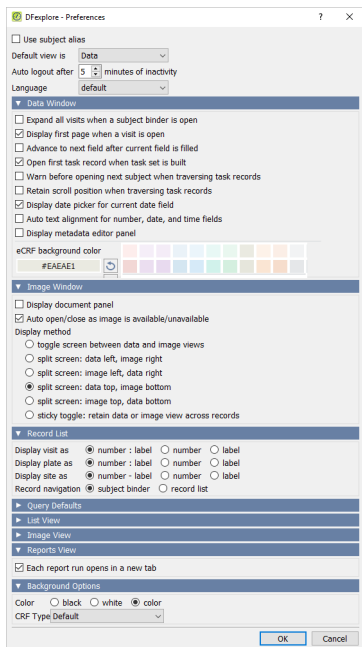 DFexplore - Preferences ? ×
Use subject alias
Default view is Data
Auto logout after 5 minutes of inactivity
Language default
Data Window
Expand all visits when a subject binder is open
Display first page when a visit is open
Advance to next field after current field is filled
Open first task record when task set is built
Warn before opening next subject when traversing task records
Retain scroll position when traversing task records
Display date picker for current date field
Auto text alignment for number, date, and time fields
Display metadata editor panel
eCRF background color
#EAEAE1
Image Window
Display document panel
Auto open/close as image is available/unavailable
Display method
toggle screen between data and image views
split screen: data left, image right
split screen: image left, data right
split screen: data top, image bottom
split screen: image top, data bottom
sticky toggle: retain data or image view across records
Record List
Display visit as number : label number label
Display plate as number : label number label
Display site as number - label number label
Record navigation subject binder record list
Query Defaults
List View
Image View
Reports View
Each report run opens in a new tab
Background Options
Color black white color
CRF Type Default
OK Cancel